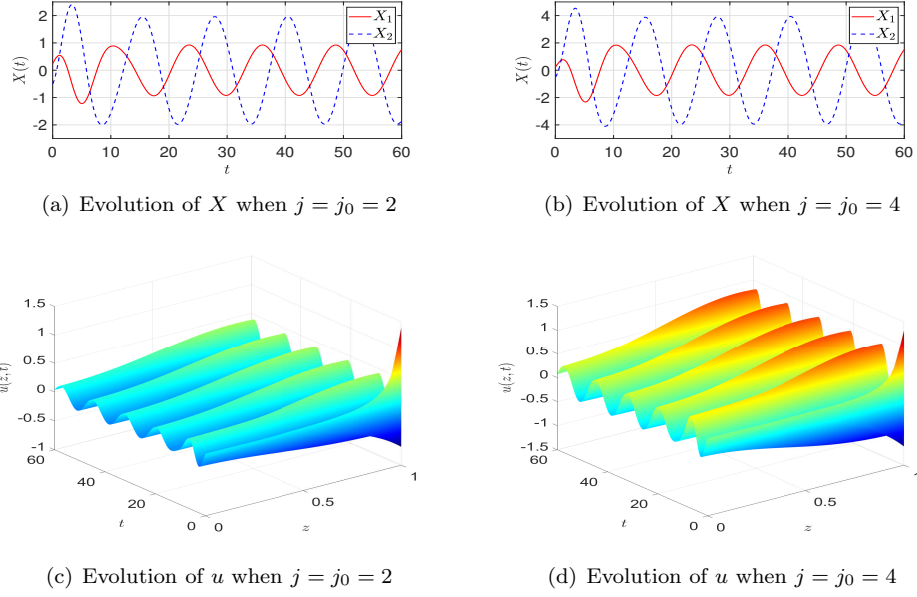 2
1
0
-1
-2
X(t)
0 10 20 30 40 50 60
t
X₁
X₂
4
2
0
-2
-4
X(t)
0 10 20 30 40 50 60
t
X₁
X₂
(a) Evolution of X when j = j₀ = 2
(b) Evolution of X when j = j₀ = 4
1.5
1
0.5
0
-0.5
-1
u(z, t)
60
40
20
0
t
0
0.5
1
z
1.5
1
0.5
0
-0.5
-1
-1.5
u(z, t)
60
40
20
0
t
0
0.5
z
(c) Evolution of u when j = j₀ = 2
(d) Evolution of u when j = j₀ = 4